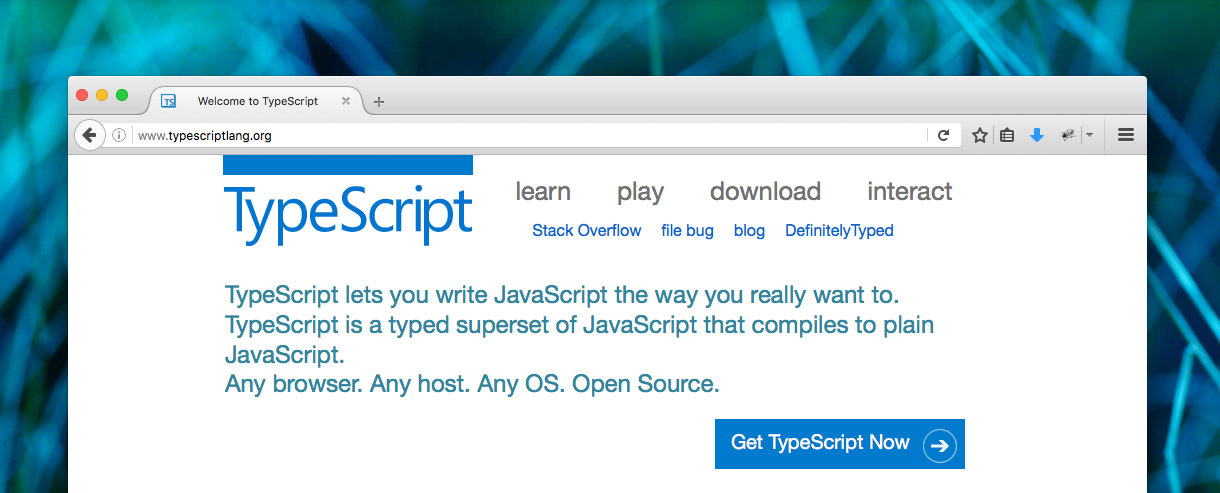 TS
Welcome to TypeScript
www.typescriptlang.org
TypeScript
learn play download interact
Stack Overflow file bug blog DefinitelyTyped
TypeScript lets you write JavaScript the way you really want to.
TypeScript is a typed superset of JavaScript that compiles to plain
JavaScript.
Any browser. Any host. Any OS. Open Source.
Get TypeScript Now